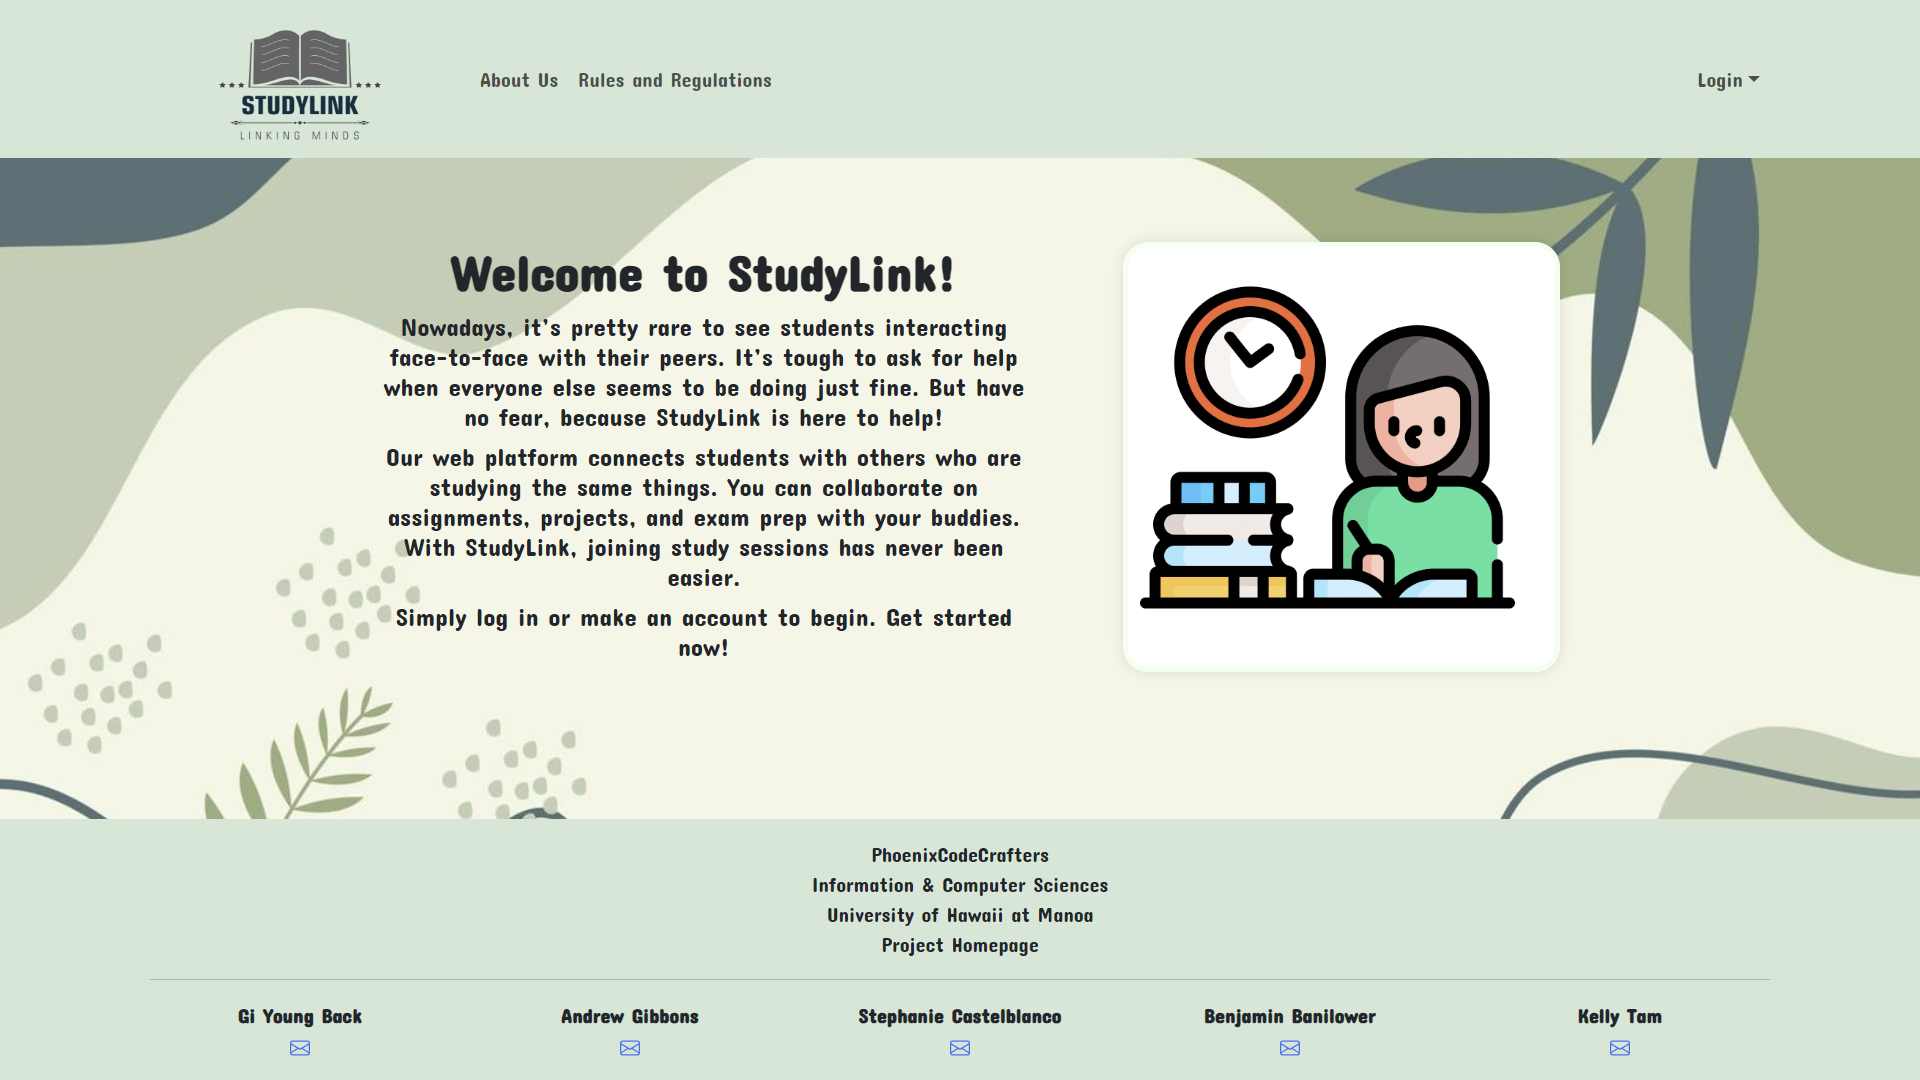 STUDYLINK
LINKING MINDS
About Us
Rules and Regulations
Login
Welcome to StudyLink!
Nowadays, it's pretty rare to see students interacting
face-to-face with their peers. It's tough to ask for help
when everyone else seems to be doing just fine. But have
no fear, because StudyLink is here to help!
Our web platform connects students with others who are
studying the same things. You can collaborate on
assignments, projects, and exam prep with your buddies.
With StudyLink, joining study sessions has never been
easier.
Simply log in or make an account to begin. Get started
now!
PhoenixCodeCrafters
Information & Computer Sciences
University of Hawaii at Manoa
Project Homepage
Gi Young Back
Andrew Gibbons
Stephanie Castelblanco
Benjamin Banilower
Kelly Tam